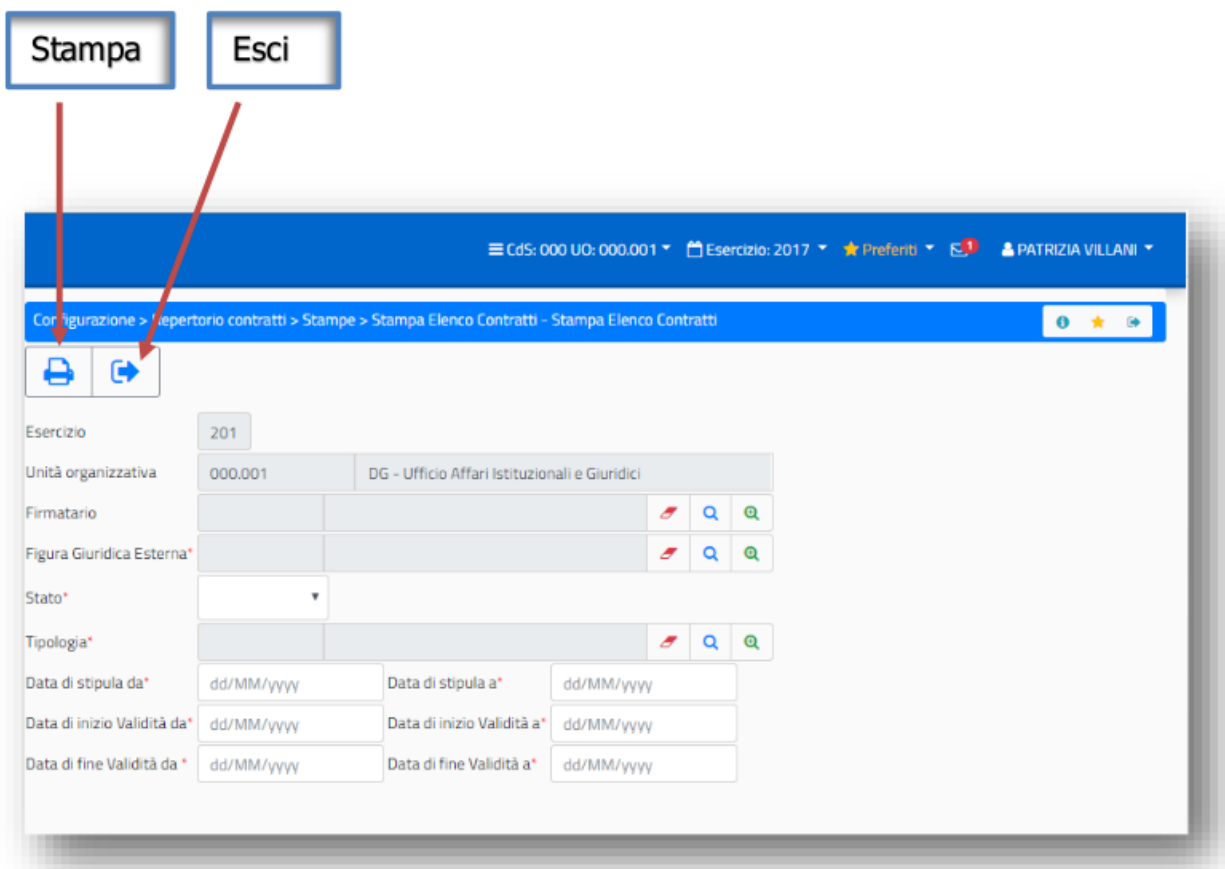 Stampa Esci
CdS: 000 UO: 000.001 Esercizio: 2017 Preferiti 1 PATRIZIA VILLANI
Configurazione > Repertorio contratti > Stampe > Stampa Elenco Contratti - Stampa Elenco Contratti
Esercizio 201
Unità organizzativa 000.001 DG - Ufficio Affari Istituzionali e Giuridici
Firmatario
Figura Giuridica Esterna*
Stato*
Tipologia*
Data di stipula da* dd/MM/yyyy Data di stipula a* dd/MM/yyyy
Data di inizio Validità da* dd/MM/yyyy Data di inizio Validità a* dd/MM/yyyy
Data di fine Validità da * dd/MM/yyyy Data di fine Validità a* dd/MM/yyyy